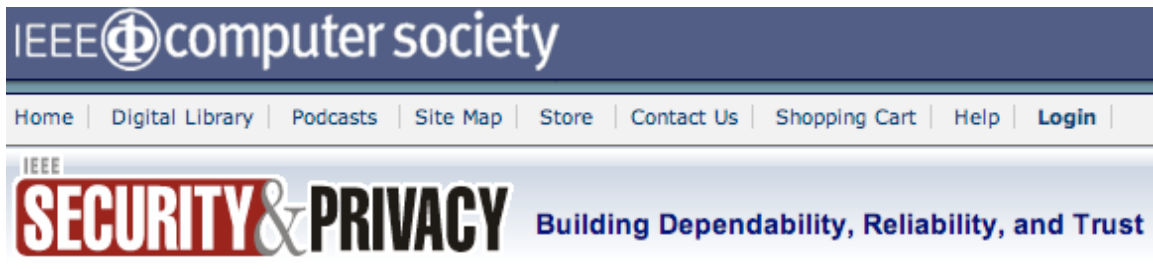 IEEE computer society
Home | Digital Library | Podcasts | Site Map | Store | Contact Us | Shopping Cart | Help | Login |
IEEE
SECURITY&PRIVACY Building Dependability, Reliability, and Trust